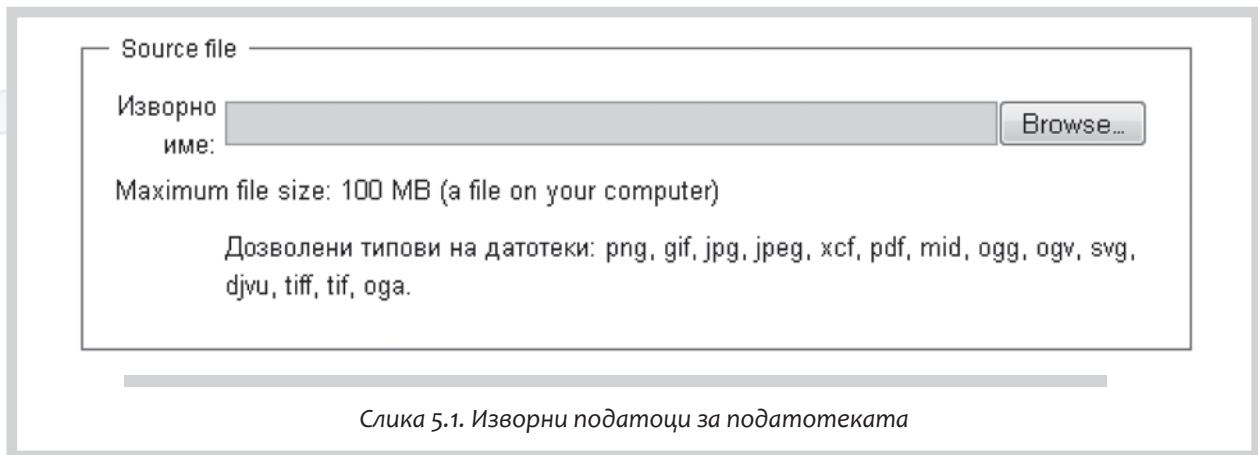 Source file
Изворно
име:
Browse...
Maximum file size: 100 MB (a file on your computer)
Дозволени типови на датотеки: png, gif, jpg, jpeg, xcf, pdf, mid, ogg, ogv, svg,
djvu, tiff, tif, oga.
Слика 5.1. Изворни податоци за податотеката